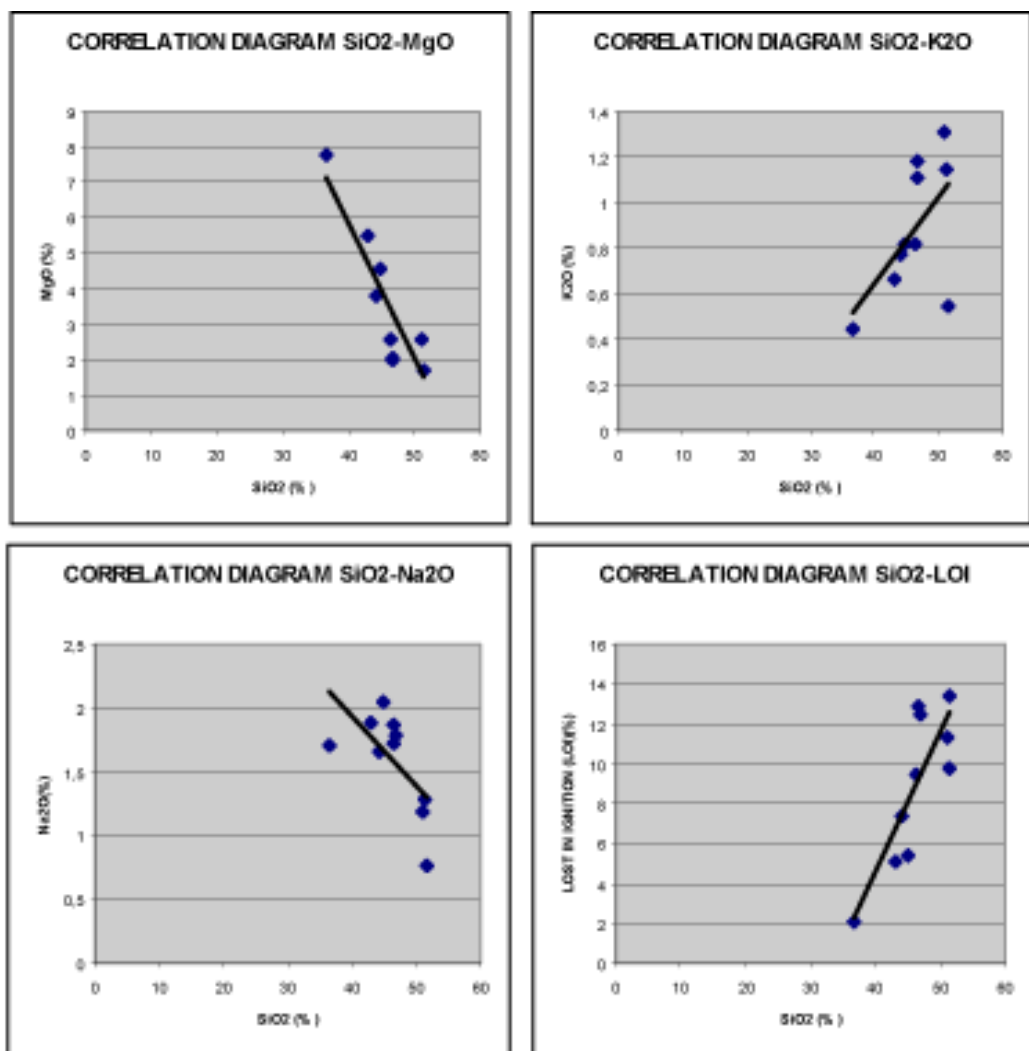 CORRELATION DIAGRAM SiO2-MgO
MgO (%)
9
8
7
6
5
4
3
2
1
0
0 10 20 30 40 50 60
SiO2 (% )
CORRELATION DIAGRAM SiO2-K2O
K2O (%)
1,4
1,2
1
0,8
0,6
0,4
0,2
0
0 10 20 30 40 50 60
SiO2 (% )
CORRELATION DIAGRAM SiO2-Na2O
Na2O(%)
2,5
2
1,5
1
0,5
0
0 10 20 30 40 50 60
SiO2 (% )
CORRELATION DIAGRAM SiO2-LOI
LOST IN IGNITION (LOI)(%)
16
14
12
10
8
6
4
2
0
0 10 20 30 40 50 60
SiO2 (% )